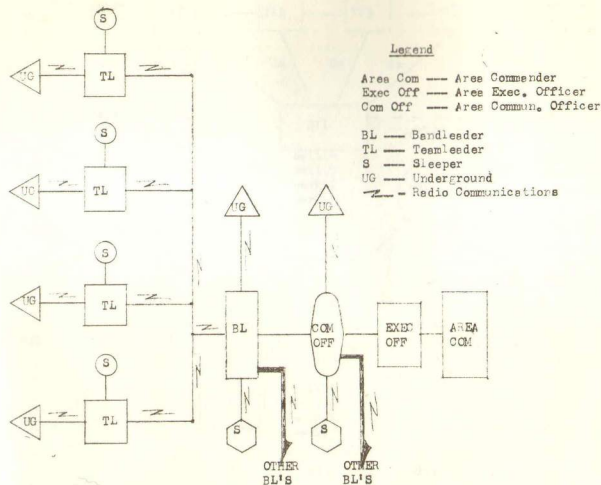 Legend
Area Com — Area Commander
Exec Off — Area Exec. Officer
Com Off — Area Commun. Officer
BL — Bandleader
TL — Teamleader
S — Sleeper
UG — Underground
- Radio Communications
S
UG
TL
S
UG
TL
S
UG
TL
S
UG
TL
UG
UG
BL
COM
OFF
EXEC
OFF
AREA
COM
S
S
OTHER
BL'S
OTHER
BL'S